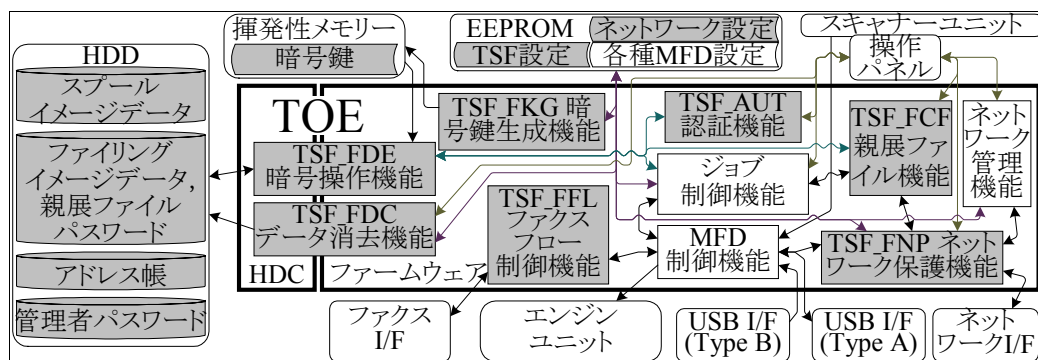 HDD
スプール
イメージデータ
ファイリング
イメージデータ,
親展ファイル
パスワード
アドレス帳
管理者パスワード
揮発性メモリー
暗号鍵
EEPROM
ネットワーク設定
TSF設定
各種MFD設定
スキャナーユニット
操作
パネル
TOE
TSF_FKG 暗
号鍵生成機能
TSF_AUT
認証機能
TSF_FCF
親展ファ
イル機能
ネット
ワーク
管理
機能
TSF_FDE
暗号操作機能
ジョブ
制御機能
TSF_FDC
データ消去機能
TSF_FFL
ファクス
フロー
制御機能
MFD
制御機能
TSF_FNP ネット
ワーク保護機能
HDC
ファームウェア
ファクス
I/F
エンジン
ユニット
USB I/F
(Type B)
USB I/F
(Type A)
ネット
ワークI/F